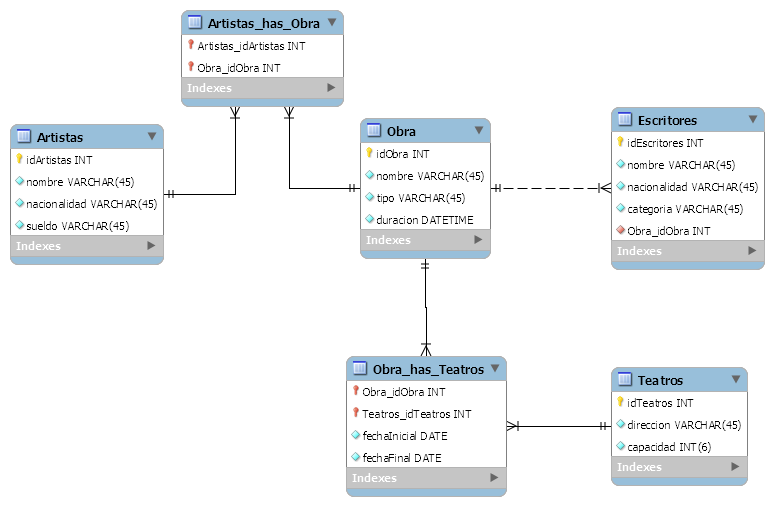 Artistas_has_Obra
Artistas_idArtistas INT
Obra_idObra INT
Indexes
Artistas
idArtistas INT
nombre VARCHAR(45)
nacionalidad VARCHAR(45)
sueldo VARCHAR(45)
Indexes
Obra
idObra INT
nombre VARCHAR(45)
tipo VARCHAR(45)
duracion DATETIME
Indexes
Escritores
idEscritores INT
nombre VARCHAR(45)
nacionalidad VARCHAR(45)
categoria VARCHAR(45)
Obra_idObra INT
Indexes
Obra_has_Teatros
Obra_idObra INT
Teatros_idTeatros INT
fechaInicial DATE
fechaFinal DATE
Indexes
Teatros
idTeatros INT
direccion VARCHAR(45)
capacidad INT(6)
Indexes